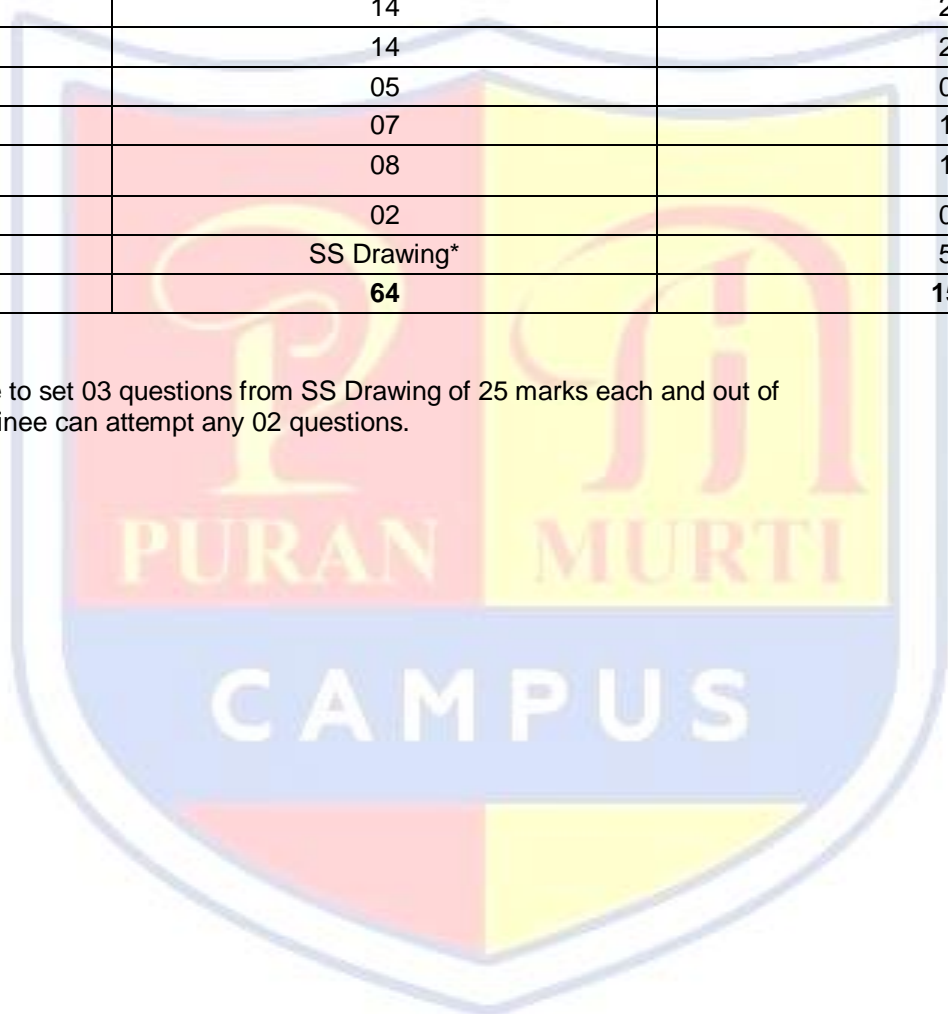 14
14
05
07
08
02
SS Drawing*
64
to set 03 questions from SS Drawing of 25 marks each and out of
can attempt any 02 questions.
PURAN MURTI
CAMPUS